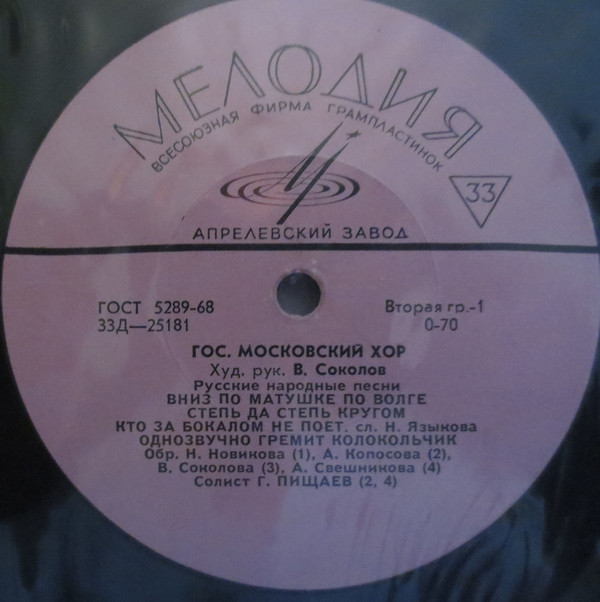 МЕЛОДИЯ
ВСЕСОЮЗНАЯ ФИРМА ГРАМПЛАСТИНОК
33
АПРЕЛЕВСКИЙ ЗАВОД
ГОСТ 5289-68 Вторая гр.-1
33Д—25181 0-70
ГОС. МОСКОВСКИЙ ХОР
Худ. рук. В. Соколов
Русские народные песни
ВНИЗ ПО МАТУШКЕ ПО ВОЛГЕ
СТЕПЬ ДА СТЕПЬ КРУГОМ
КТО ЗА БОКАЛОМ НЕ ПОЕТ. сл. Н. Языкова
ОДНОЗВУЧНО ГРЕМИТ КОЛОКОЛЬЧИК
Обр. Н. Новикова (1), А. Копосова (2),
В. Соколова (3), А. Свешникова (4)
Солист Г. ПИЩАЕВ (2, 4)